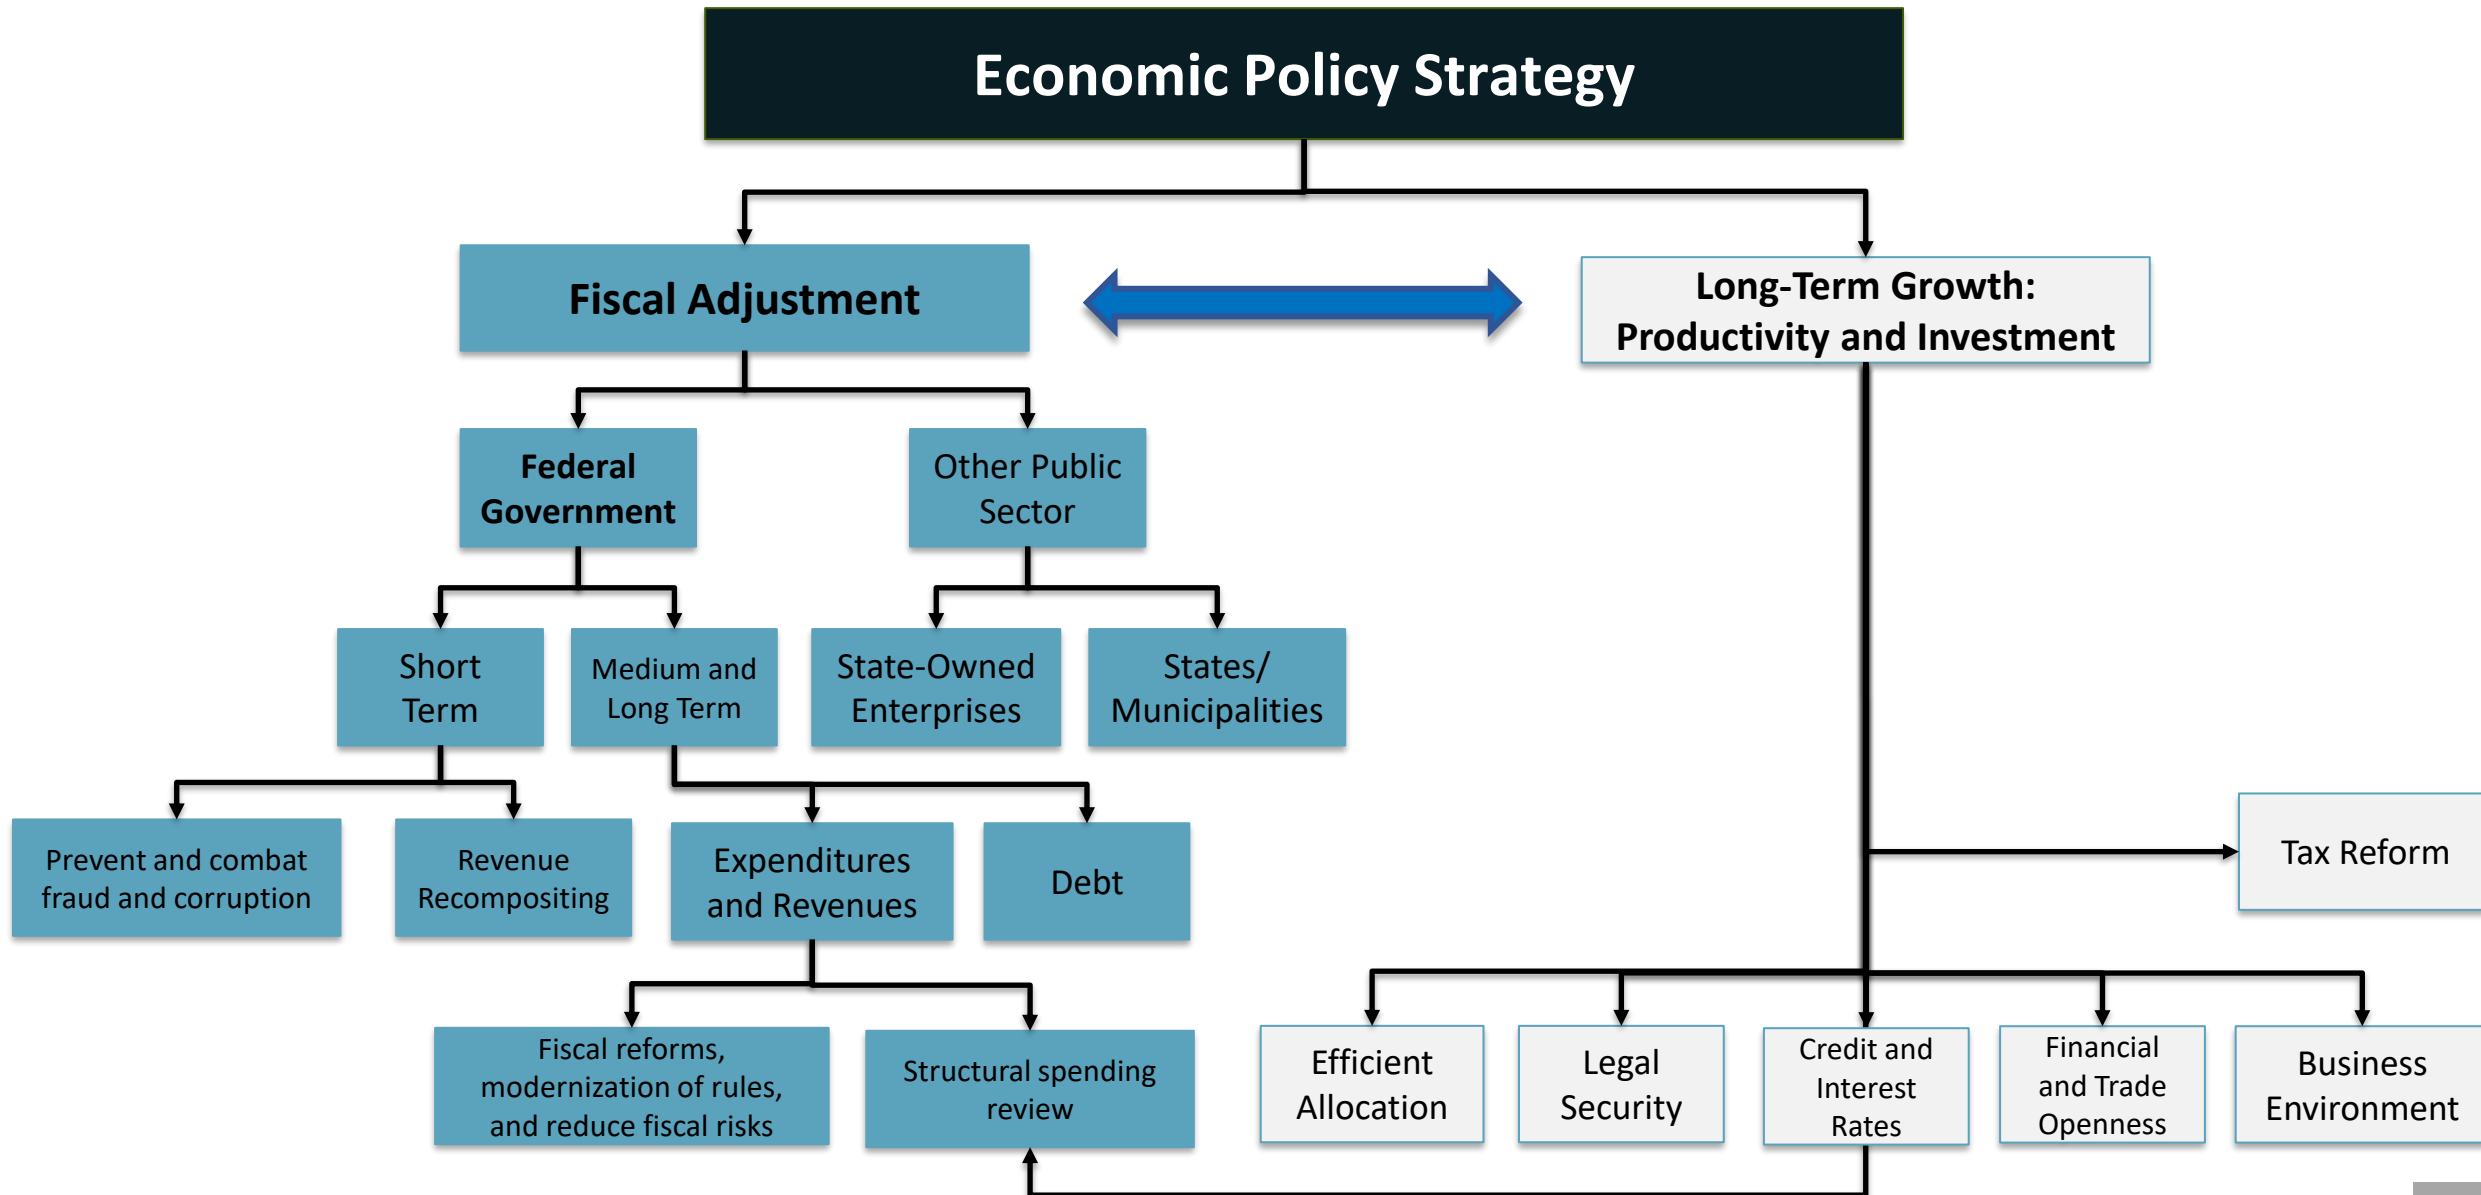 Economic Policy Strategy
Fiscal Adjustment
Long-Term Growth:
Productivity and Investment
Federal
Government
Other Public
Sector
Short
Term
Medium and
Long Term
State-Owned
Enterprises
States/
Municipalities
Prevent and combat
fraud and corruption
Revenue
Recompositing
Expenditures
and Revenues
Debt
Tax Reform
Fiscal reforms,
modernization of rules,
and reduce fiscal risks
Structural spending
review
Efficient
Allocation
Legal
Security
Credit and
Interest
Rates
Financial
and Trade
Openness
Business
Environment